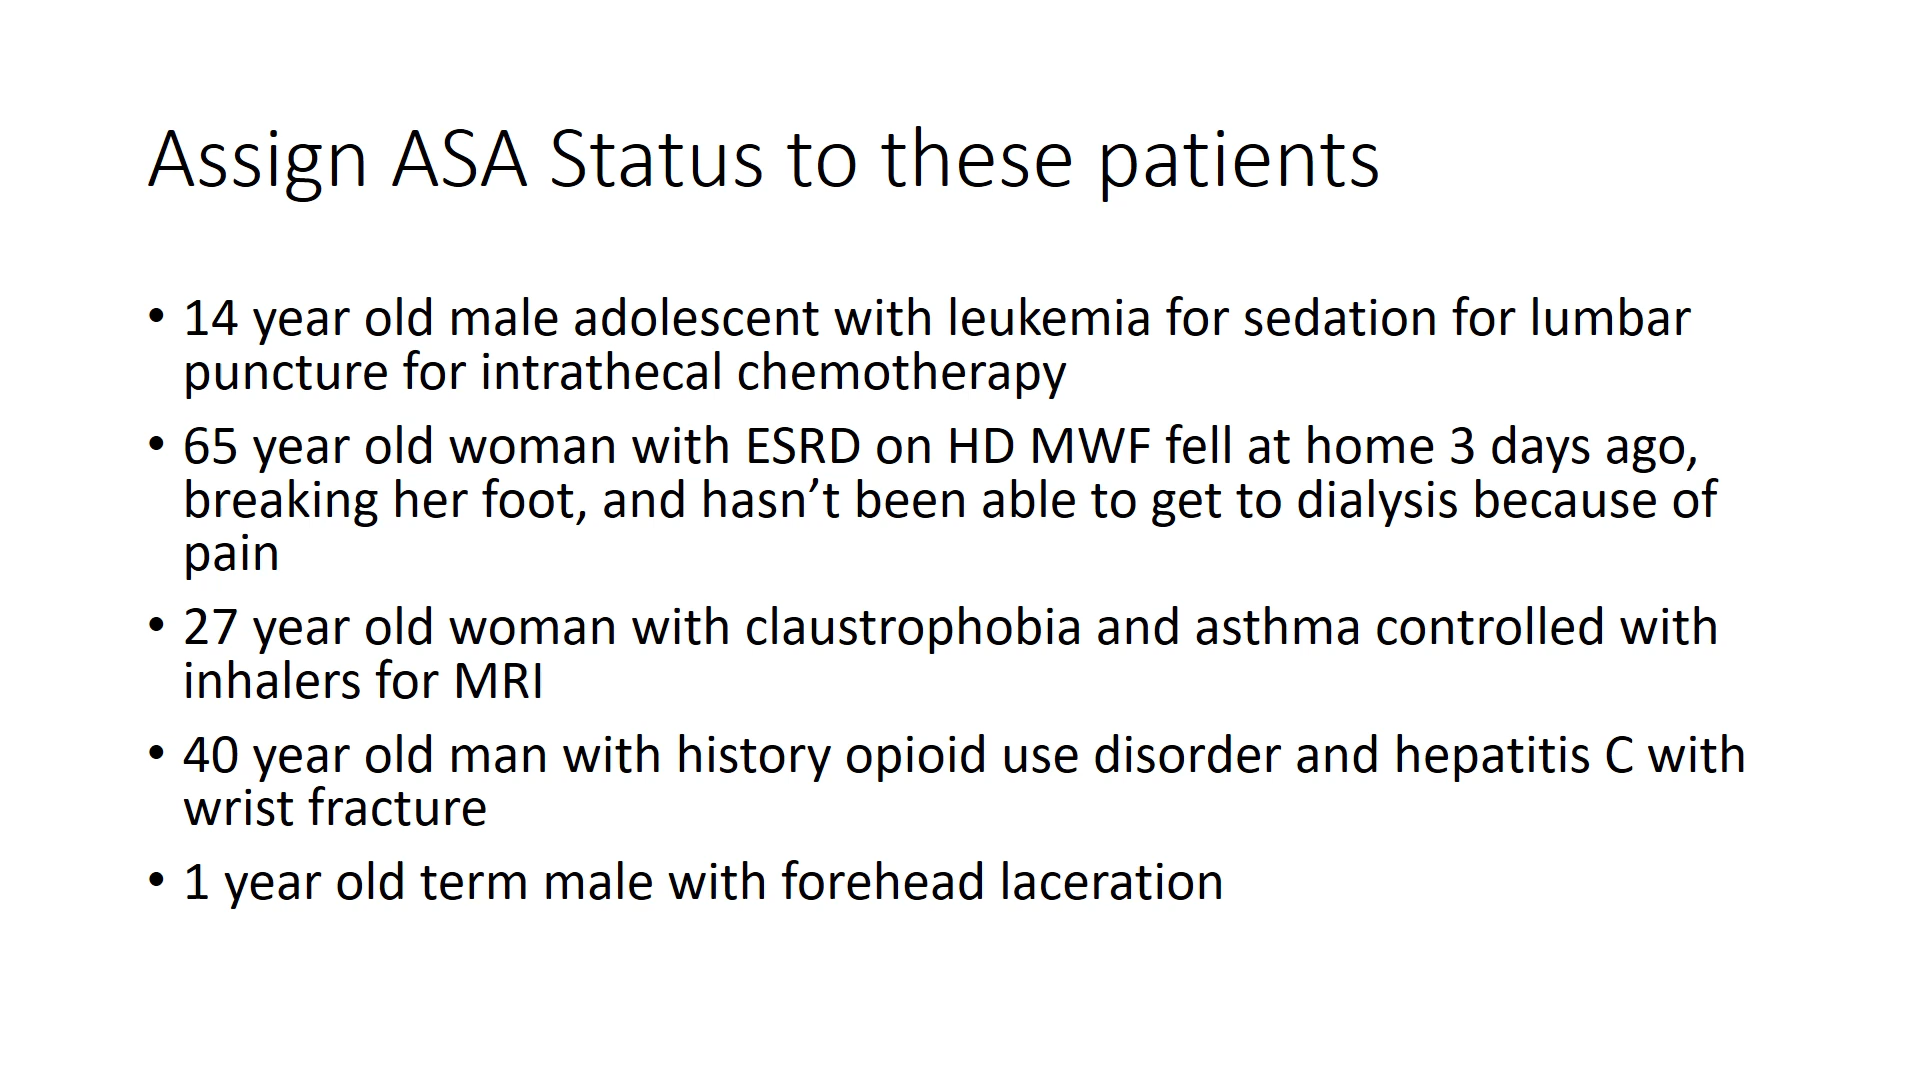 Assign ASA Status to these patients
• 14 year old male adolescent with leukemia for sedation for lumbar
puncture for intrathecal chemotherapy
• 65 year old woman with ESRD on HD MWF fell at home 3 days ago,
breaking her foot, and hasn’t been able to get to dialysis because of
pain
• 27 year old woman with claustrophobia and asthma controlled with
inhalers for MRI
• 40 year old man with history opioid use disorder and hepatitis C with
wrist fracture
• 1 year old term male with forehead laceration